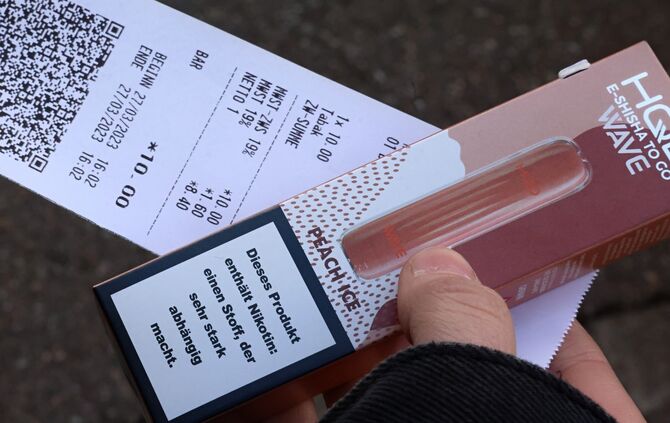 BEGINN 27/03/2023 16:02
ENDE 27/03/2023 16:02
BAR *10.00
NETTO 1 *8.40
MWST 19% *1.60
MWST-ZWS 19% *10.00
ZW-SUMME
Tabak
1x 10.00
E-SHISHA TO GO
WAVE
PEACH ICE
Dieses Produkt
enthält Nikotin:
einen Stoff, der
sehr stark
abhängig
macht.